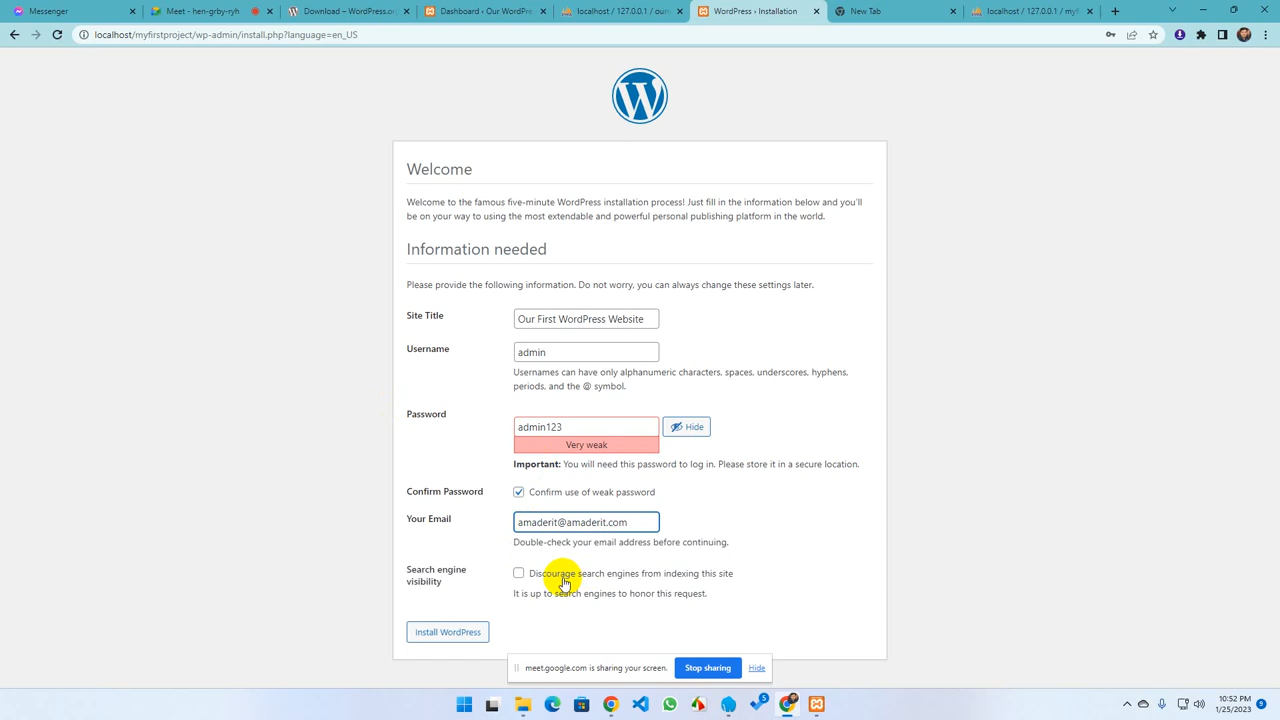 Messenger
Meet - hen-grby-ryh
Download – WordPress.or
Dashboard ‹ Our WordPre
localhost / 127.0.0.1 / our
WordPress › Installation
New Tab
localhost / 127.0.0.1 / my
localhost/myfirstproject/wp-admin/install.php?language=en_US
Welcome
Welcome to the famous five-minute WordPress installation process! Just fill in the information below and you'll
be on your way to using the most extendable and powerful personal publishing platform in the world.
Information needed
Please provide the following information. Do not worry, you can always change these settings later.
Site Title
Our First WordPress Website
Username
admin
Usernames can have only alphanumeric characters, spaces, underscores, hyphens,
periods, and the @ symbol.
Password
admin123
Hide
Very weak
Important: You will need this password to log in. Please store it in a secure location.
Confirm Password
Confirm use of weak password
Your Email
amaderit@amaderit.com
Double-check your email address before continuing.
Search engine
visibility
Discourage search engines from indexing this site
It is up to search engines to honor this request.
Install WordPress
meet.google.com is sharing your screen.
Stop sharing
Hide
5
10:52 PM
1/25/2023
3